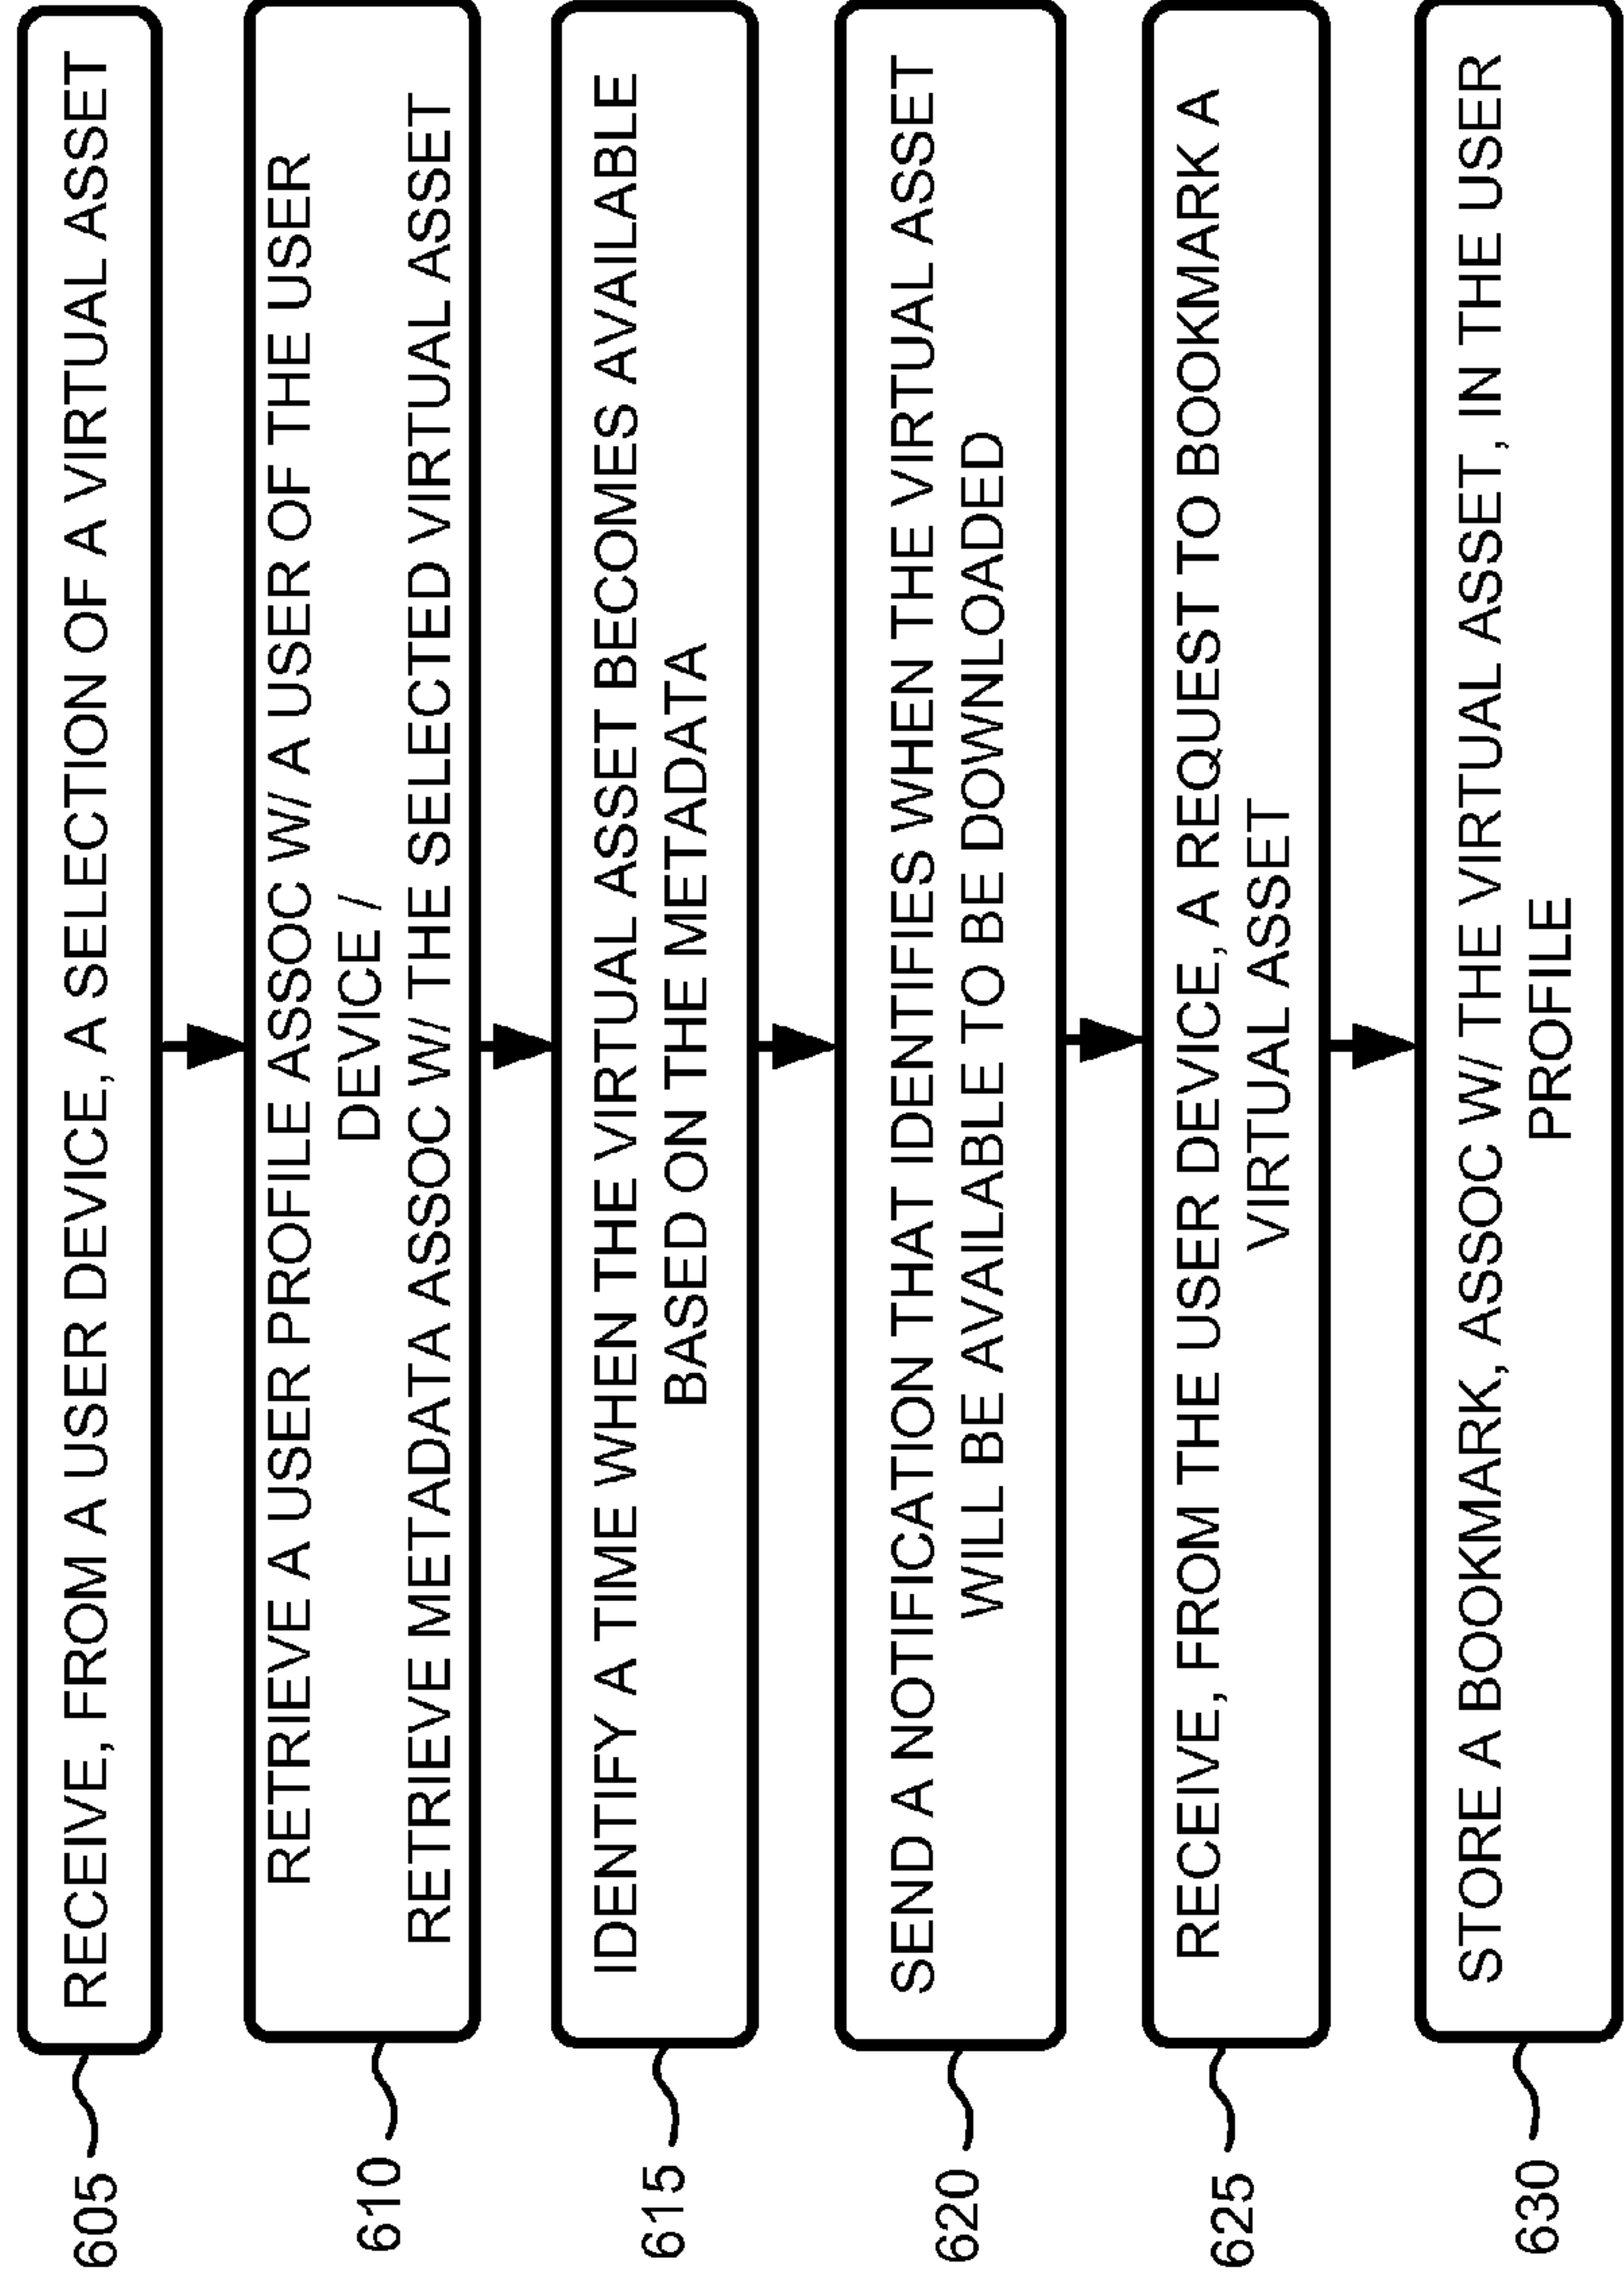 605
RECEIVE, FROM A USER DEVICE, A SELECTION OF A VIRTUAL ASSET
610
RETRIEVE A USER PROFILE ASSOC W/ A USER OF THE USER
DEVICE /
RETRIEVE METADATA ASSOC W/ THE SELECTED VIRTUAL ASSET
615
IDENTIFY A TIME WHEN THE VIRTUAL ASSET BECOMES AVAILABLE
BASED ON THE METADATA
620
SEND A NOTIFICATION THAT IDENTIFIES WHEN THE VIRTUAL ASSET
WILL BE AVAILABLE TO BE DOWNLOADED
625
RECEIVE, FROM THE USER DEVICE, A REQUEST TO BOOKMARK A
VIRTUAL ASSET
630
STORE A BOOKMARK, ASSOC W/ THE VIRTUAL ASSET, IN THE USER
PROFILE